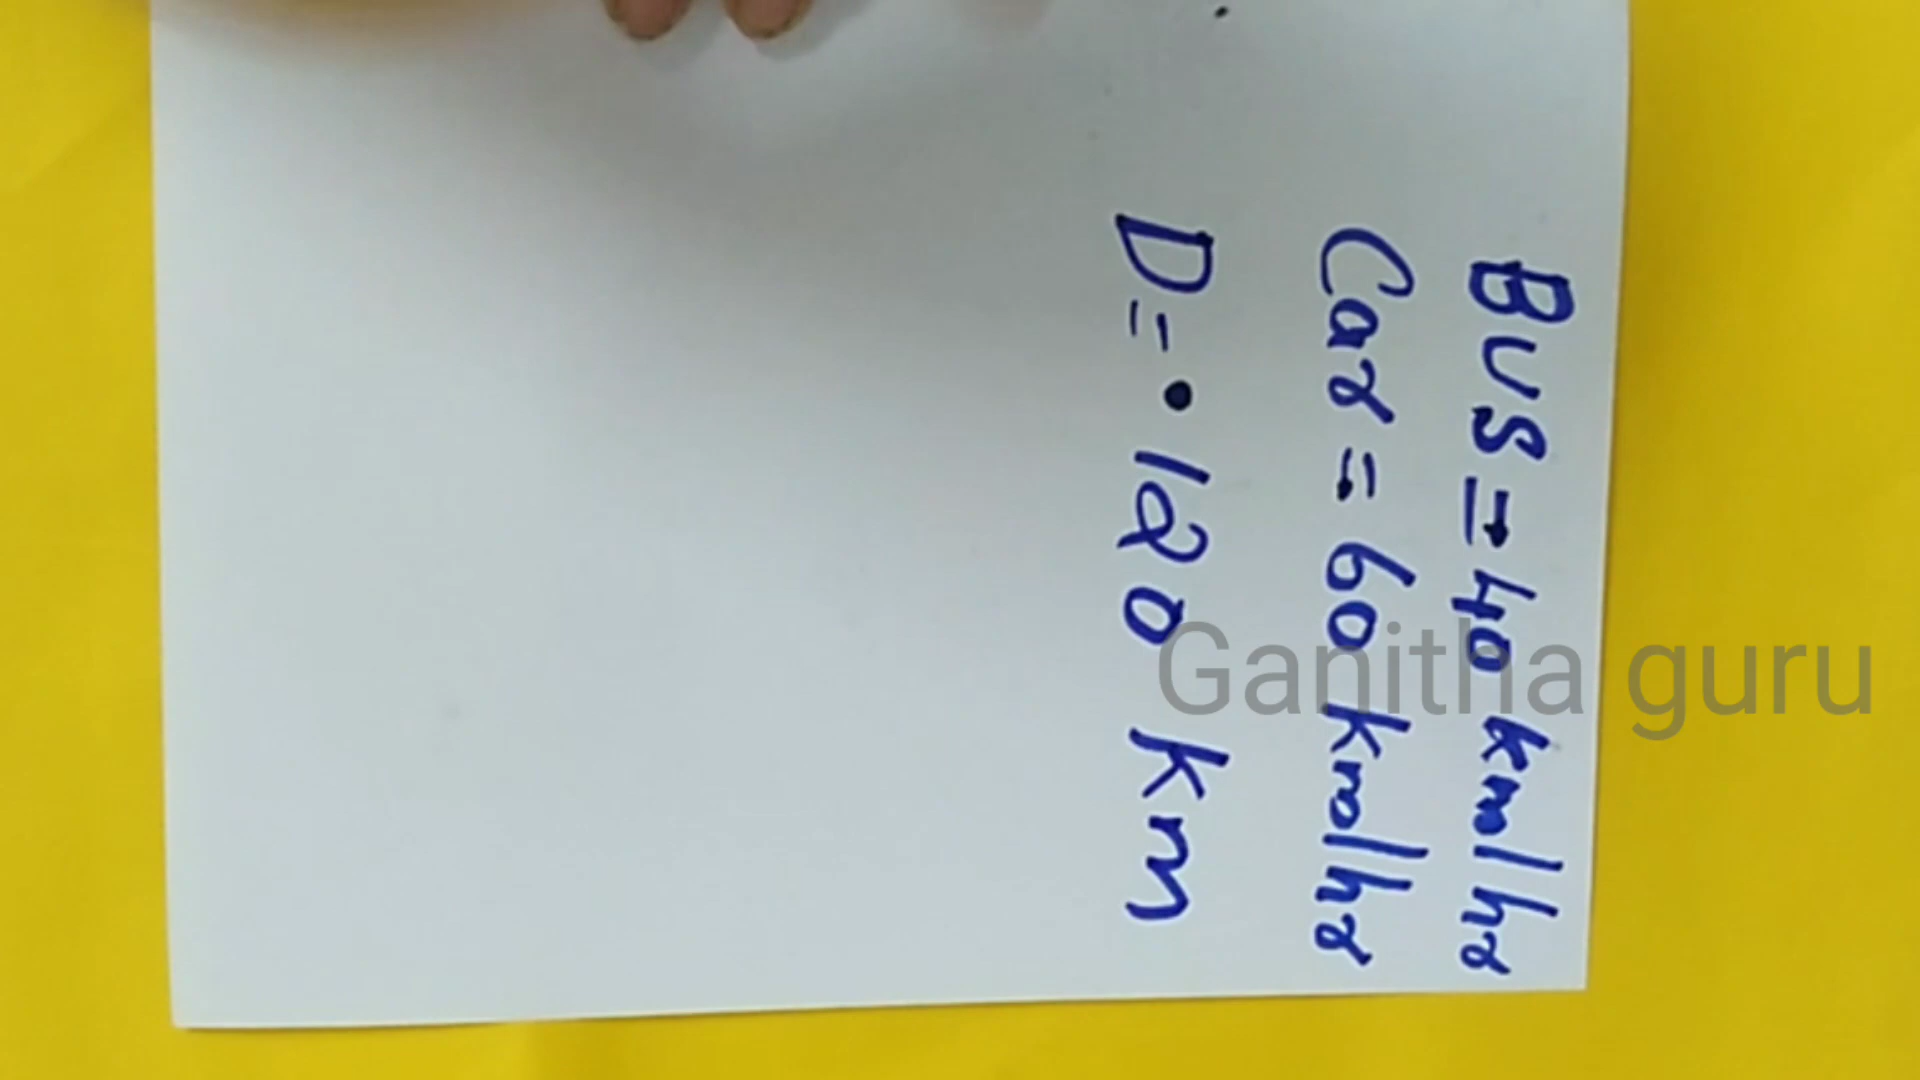 BUS = 40 km/hr
Car = 60 km/hr
D = 120 km
Ganitha guru